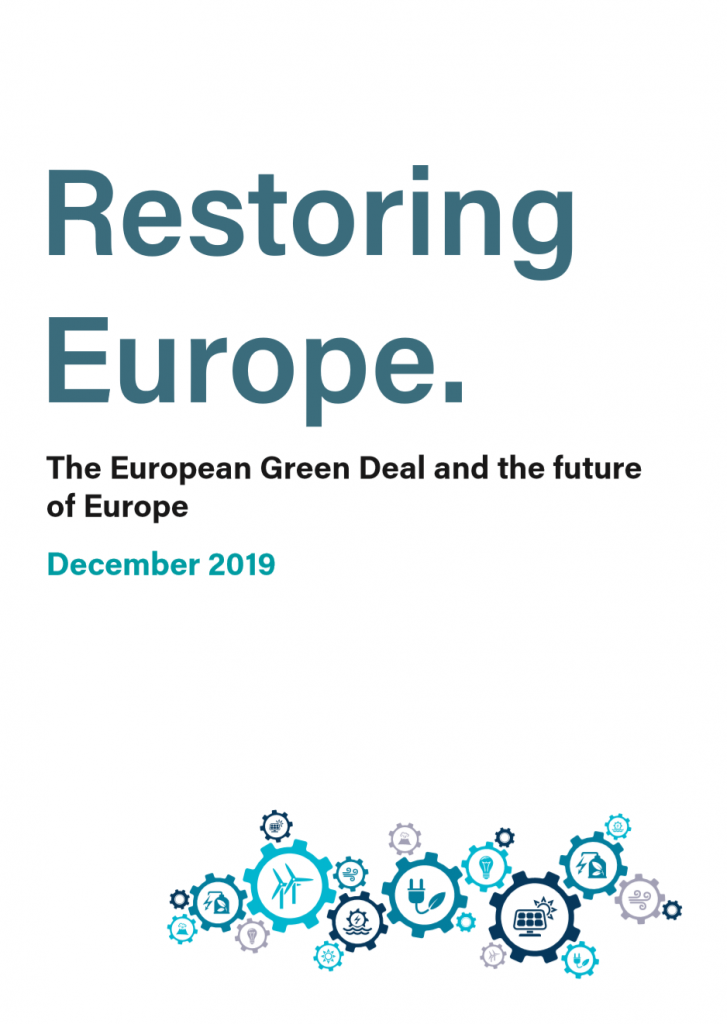 Restoring
Europe.
The European Green Deal and the future
of Europe
December 2019